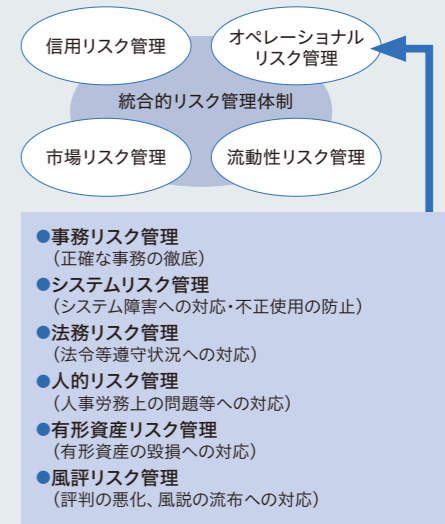 信用リスク管理
オペレーショナル
リスク管理
統合的リスク管理体制
市場リスク管理
流動性リスク管理
●事務リスク管理
（正確な事務の徹底）
●システムリスク管理
（システム障害への対応・不正使用の防止）
●法務リスク管理
（法令等遵守状況への対応）
●人的リスク管理
（人事労務上の問題等への対応）
●有形資産リスク管理
（有形資産の毀損への対応）
●風評リスク管理
（評判の悪化、風説の流布への対応）